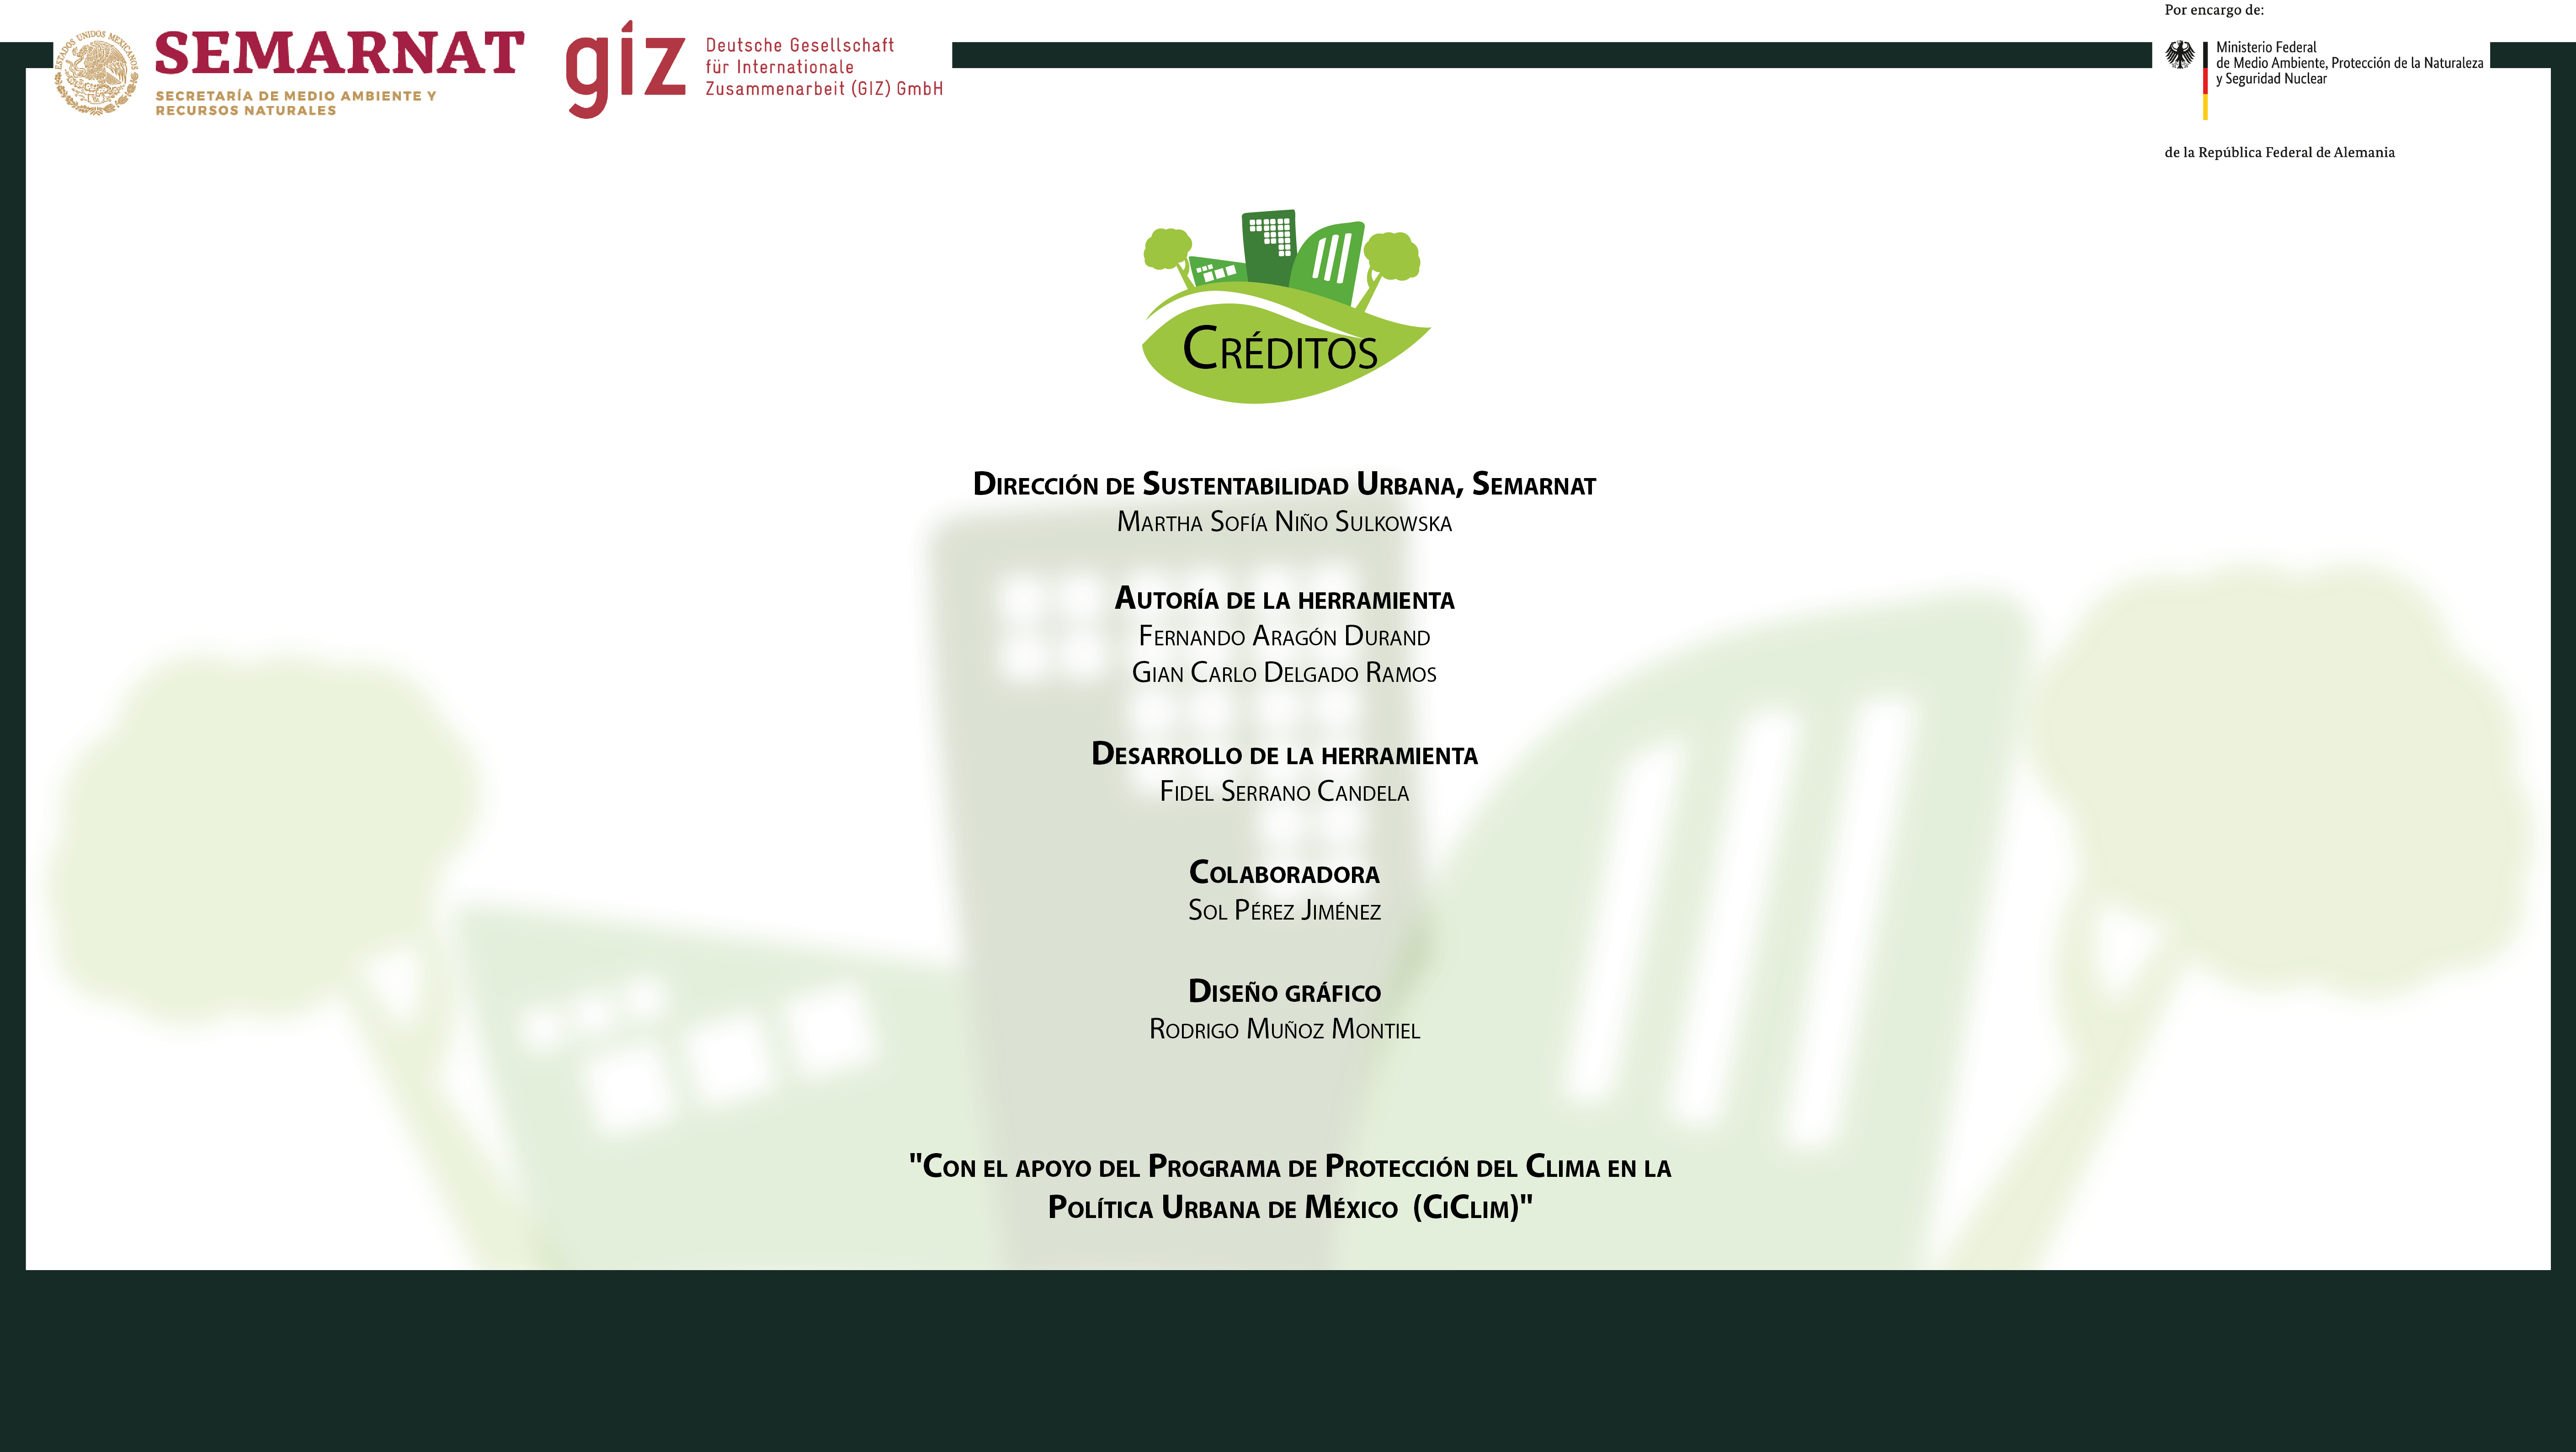 ESTADOS UNIDOS MEXICANOS
SEMARNAT
SECRETARÍA DE MEDIO AMBIENTE Y
RECURSOS NATURALES
giz
Deutsche Gesellschaft
für Internationale
Zusammenarbeit (GIZ) GmbH
Por encargo de:
Ministerio Federal
de Medio Ambiente, Protección de la Naturaleza
y Seguridad Nuclear
de la República Federal de Alemania
Créditos
Dirección de Sustentabilidad Urbana, Semarnat
Martha Sofía Niño Sulkowska
Autoría de la herramienta
Fernando Aragón Durand
Gian Carlo Delgado Ramos
Desarrollo de la herramienta
Fidel Serrano Candela
Colaboradora
Sol Pérez Jiménez
Diseño gráfico
Rodrigo Muñoz Montiel
"Con el apoyo del Programa de Protección del Clima en la
Política Urbana de México (CiClim)"